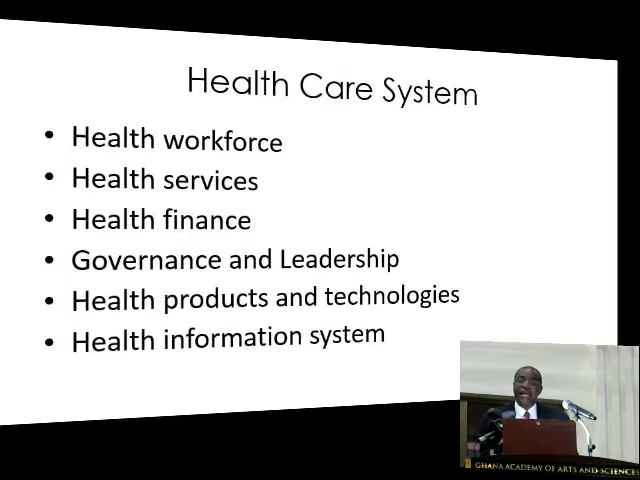 Health Care System
• Health workforce
• Health services
• Health finance
• Governance and Leadership
• Health products and technologies
• Health information system
GHANA ACADEMY OF ARTS AND SCIENCES